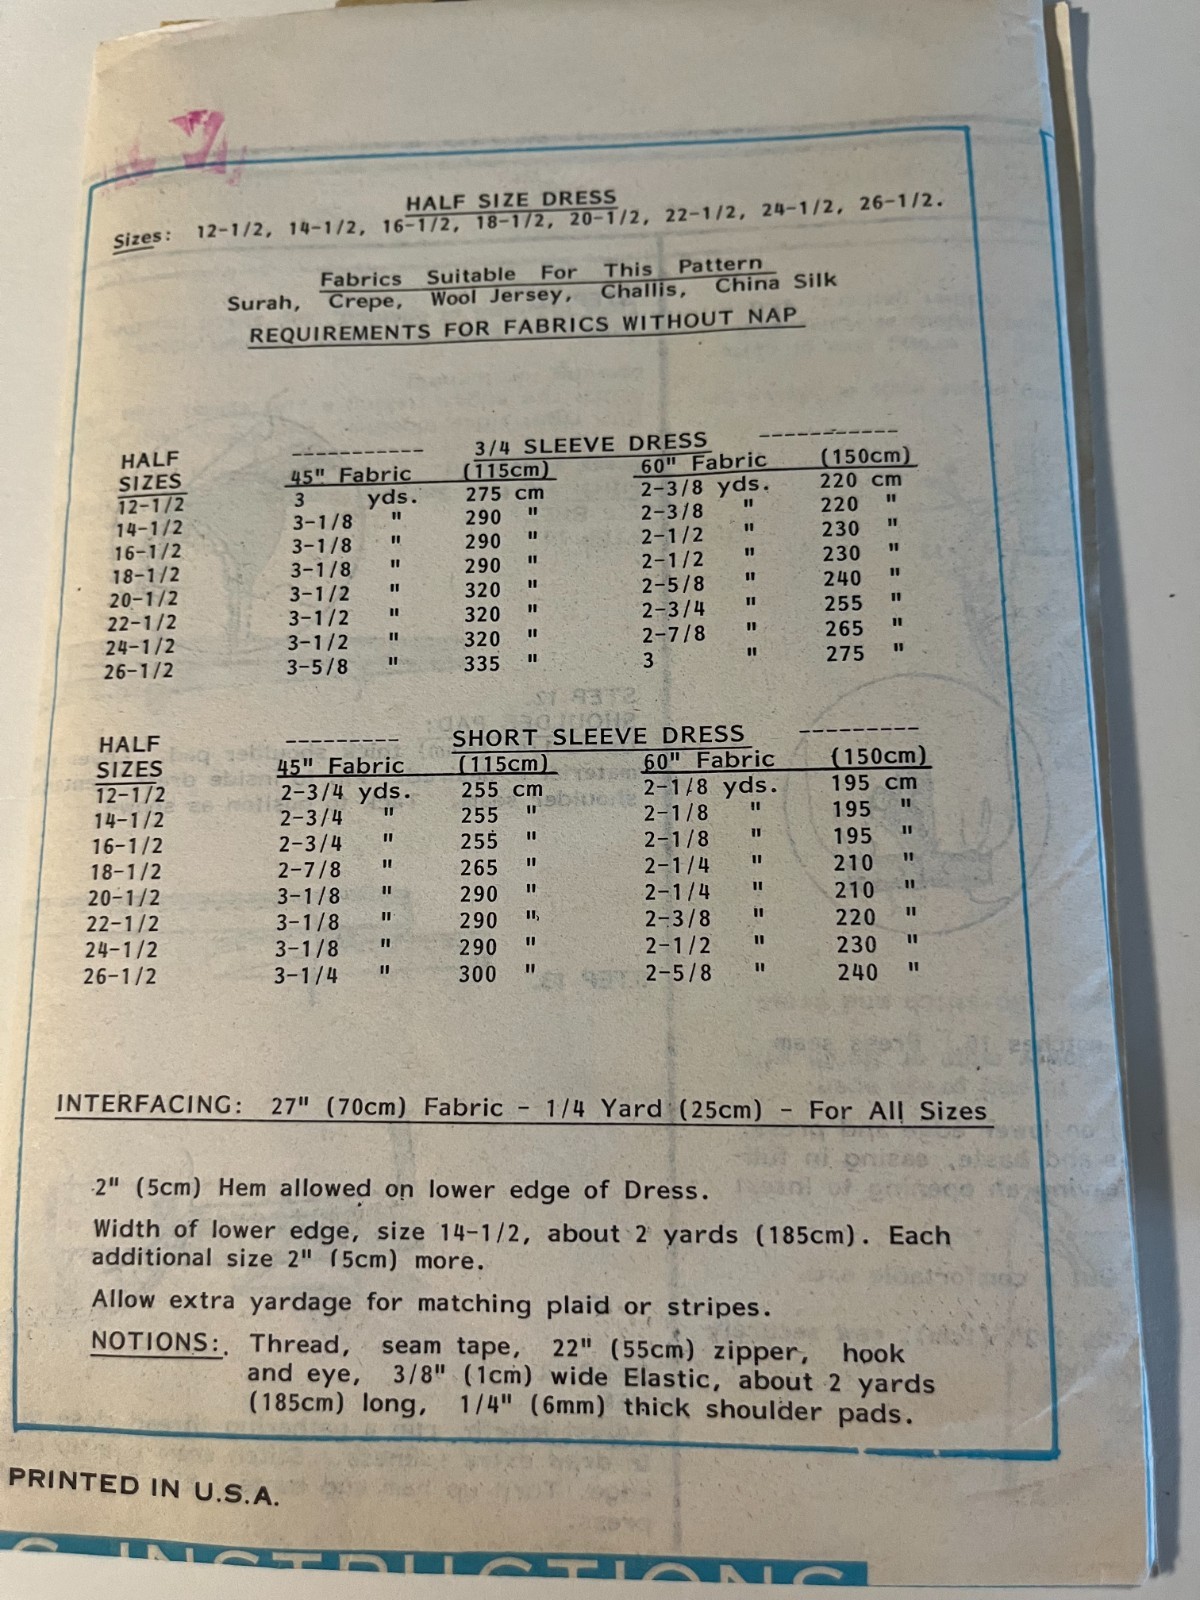 HALF SIZE DRESS
Sizes: 12-1/2, 14-1/2, 16-1/2, 18-1/2, 20-1/2, 22-1/2, 24-1/2, 26-1/2.
Fabrics Suitable For This Pattern
Surah, Crepe, Wool Jersey, Challis, China Silk
REQUIREMENTS FOR FABRICS WITHOUT NAP
HALF SIZES ----------- 3/4 SLEEVE DRESS -----------
45" Fabric (115cm) 60" Fabric (150cm)
12-1/2 3 yds. 275 cm 2-3/8 yds. 220 cm
14-1/2 3-1/8 " 290 " 2-3/8 " 220 "
16-1/2 3-1/8 " 290 " 2-1/2 " 230 "
18-1/2 3-1/8 " 290 " 2-1/2 " 230 "
20-1/2 3-1/2 " 320 " 2-5/8 " 240 "
22-1/2 3-1/2 " 320 " 2-3/4 " 255 "
24-1/2 3-1/2 " 320 " 2-7/8 " 265 "
26-1/2 3-5/8 " 335 " 3 " 275 "
HALF SIZES ---------- SHORT SLEEVE DRESS ----------
45" Fabric (115cm) 60" Fabric (150cm)
12-1/2 2-3/4 yds. 255 cm 2-1/8 yds. 195 cm
14-1/2 2-3/4 " 255 " 2-1/8 " 195 "
16-1/2 2-3/4 " 255 " 2-1/8 " 195 "
18-1/2 2-7/8 " 265 " 2-1/4 " 210 "
20-1/2 3-1/8 " 290 " 2-1/4 " 210 "
22-1/2 3-1/8 " 290 " 2-3/8 " 220 "
24-1/2 3-1/8 " 290 " 2-1/2 " 230 "
26-1/2 3-1/4 " 300 " 2-5/8 " 240 "
INTERFACING: 27" (70cm) Fabric - 1/4 Yard (25cm) - For All Sizes
2" (5cm) Hem allowed on lower edge of Dress.
Width of lower edge, size 14-1/2, about 2 yards (185cm). Each
additional size 2" (5cm) more.
Allow extra yardage for matching plaid or stripes.
NOTIONS: Thread, seam tape, 22" (55cm) zipper, hook
and eye, 3/8" (1cm) wide Elastic, about 2 yards
(185cm) long, 1/4" (6mm) thick shoulder pads.
PRINTED IN U.S.A.
INSTRUCTIONS